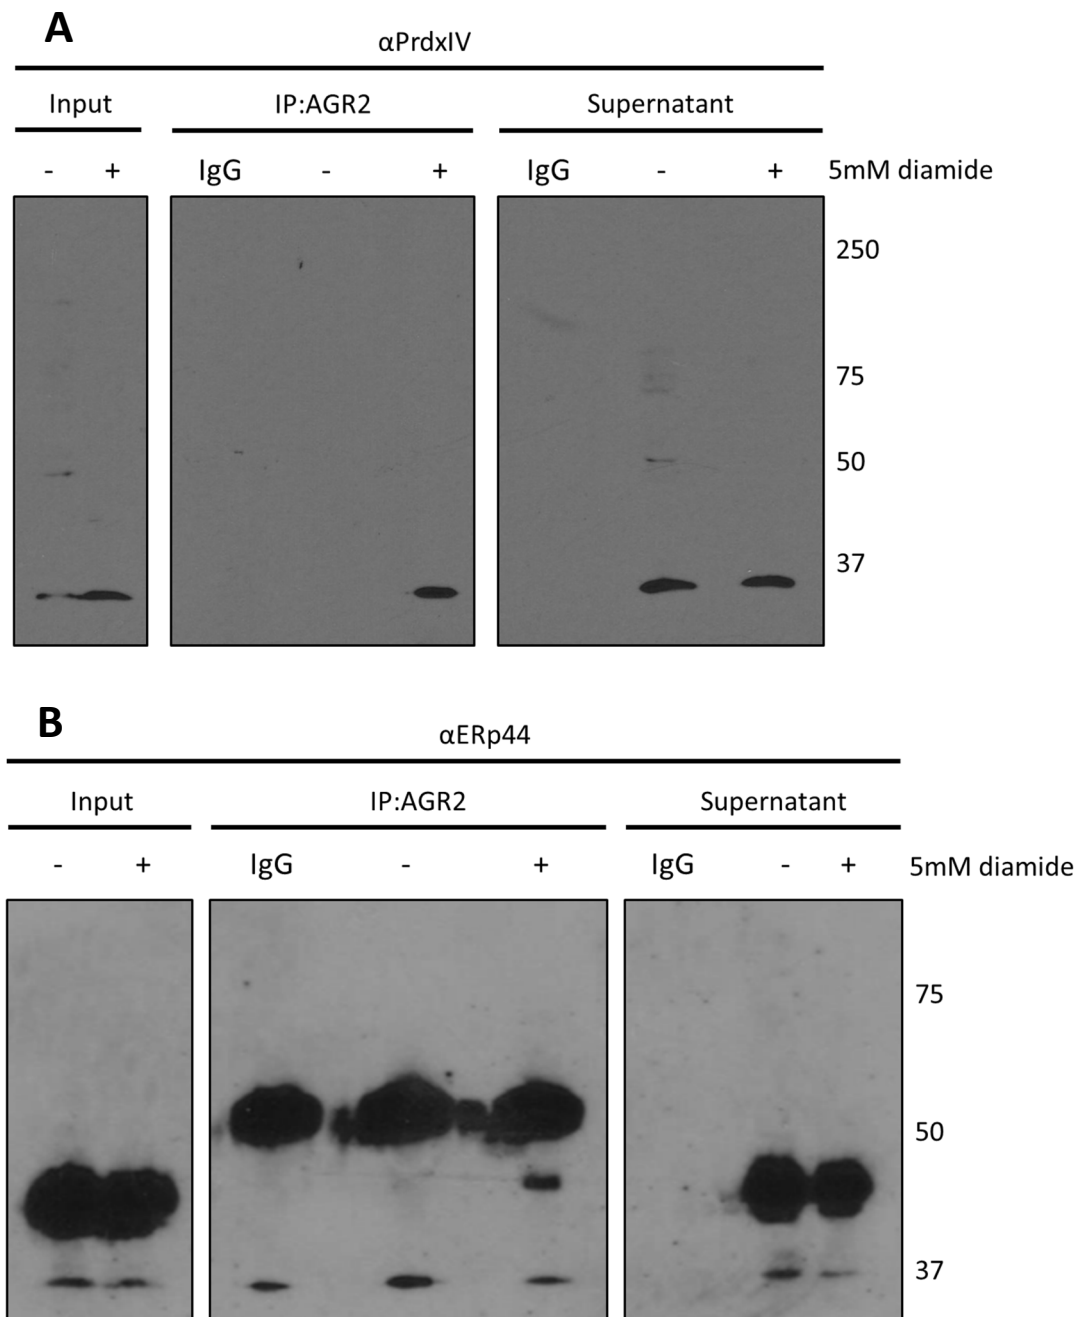 A
αPrdxIV
Input IP:AGR2 Supernatant
- + IgG - + IgG - + 5mM diamide
250
75
50
37
B
αERp44
Input IP:AGR2 Supernatant
- + IgG - + IgG - + 5mM diamide
75
50
37